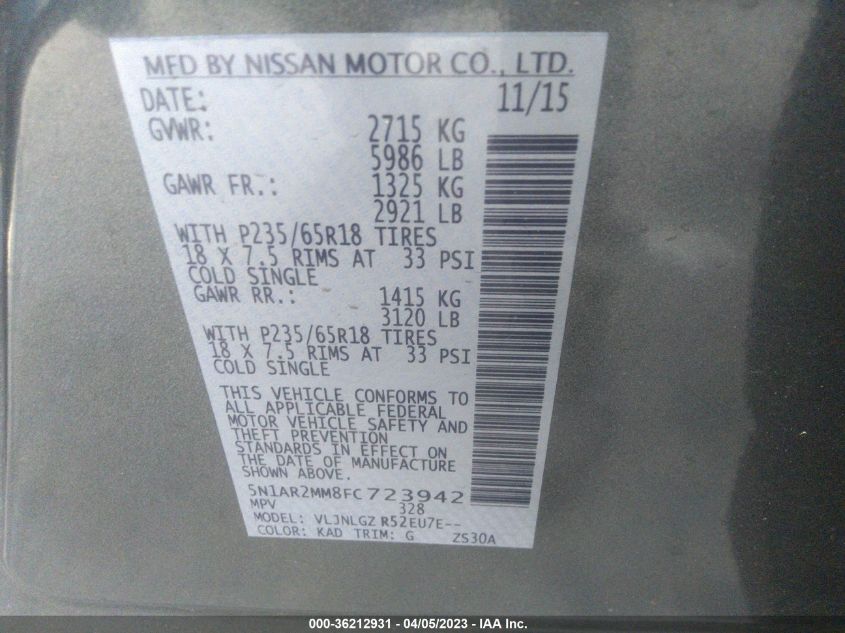 MFD BY NISSAN MOTOR CO., LTD.
DATE: 11/15
GVWR: 2715 KG
5986 LB
GAWR FR.: 1325 KG
2921 LB
WITH P235/65R18 TIRES
18 X 7.5 RIMS AT 33 PSI
COLD SINGLE
GAWR RR.: 1415 KG
3120 LB
WITH P235/65R18 TIRES
18 X 7.5 RIMS AT 33 PSI
COLD SINGLE
THIS VEHICLE CONFORMS TO
ALL APPLICABLE FEDERAL
MOTOR VEHICLE SAFETY AND
THEFT PREVENTION
STANDARDS IN EFFECT ON
THE DATE OF MANUFACTURE
SHOWN ABOVE.
5N1AR2MM8FC723942
MPV 328
MODEL: VLJNLGZ R52EU7E--
COLOR: KAD TRIM: G ZS30A
000-36212931 - 04/05/2023 - IAA Inc.